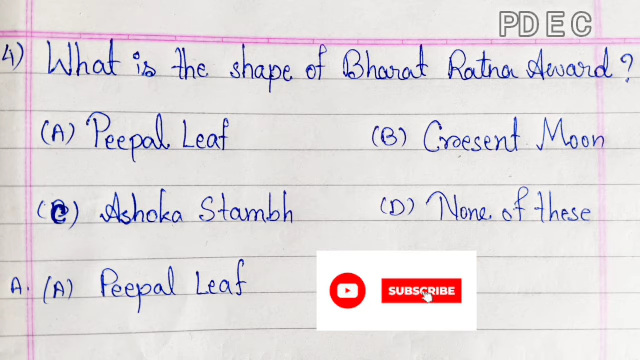 PDEC
4) What is the shape of Bharat Ratna Award?
(A) Peepal Leaf (B) Croesent Moon
(C) Ashoka Stambh (D) None of these
A. (A) Peepal Leaf
SUBSCRIBE